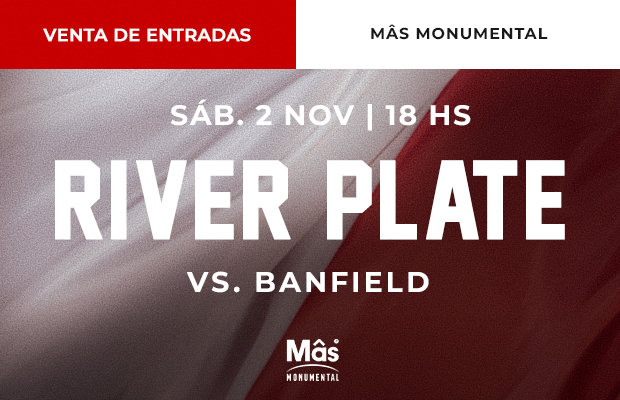 VENTA DE ENTRADAS
MÂS MONUMENTAL
SÁB. 2 NOV | 18 HS
RIVER PLATE
VS. BANFIELD
Mâs
MONUMENTAL